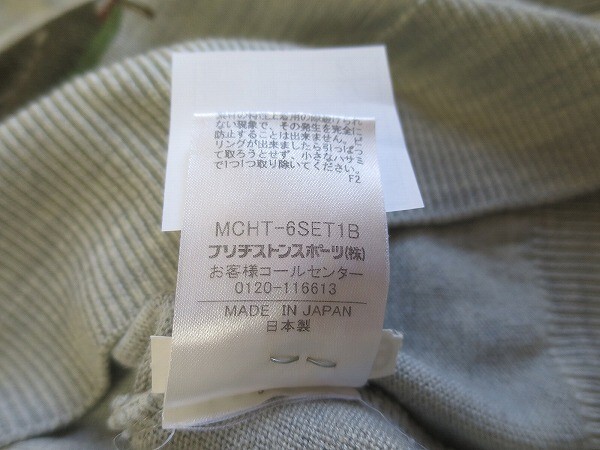 ない現象で、その発生を完全に
防止することは出来ません。ピ
リングが出来ましたら引っぱっ
て取ろうとせず、小さなハサミ
で1つ1つ取り除いてください。
F2
MCHT-6SET1B
ブリヂストンスポーツ(株)
お客様コールセンター
0120-116613
MADE IN JAPAN
日本製